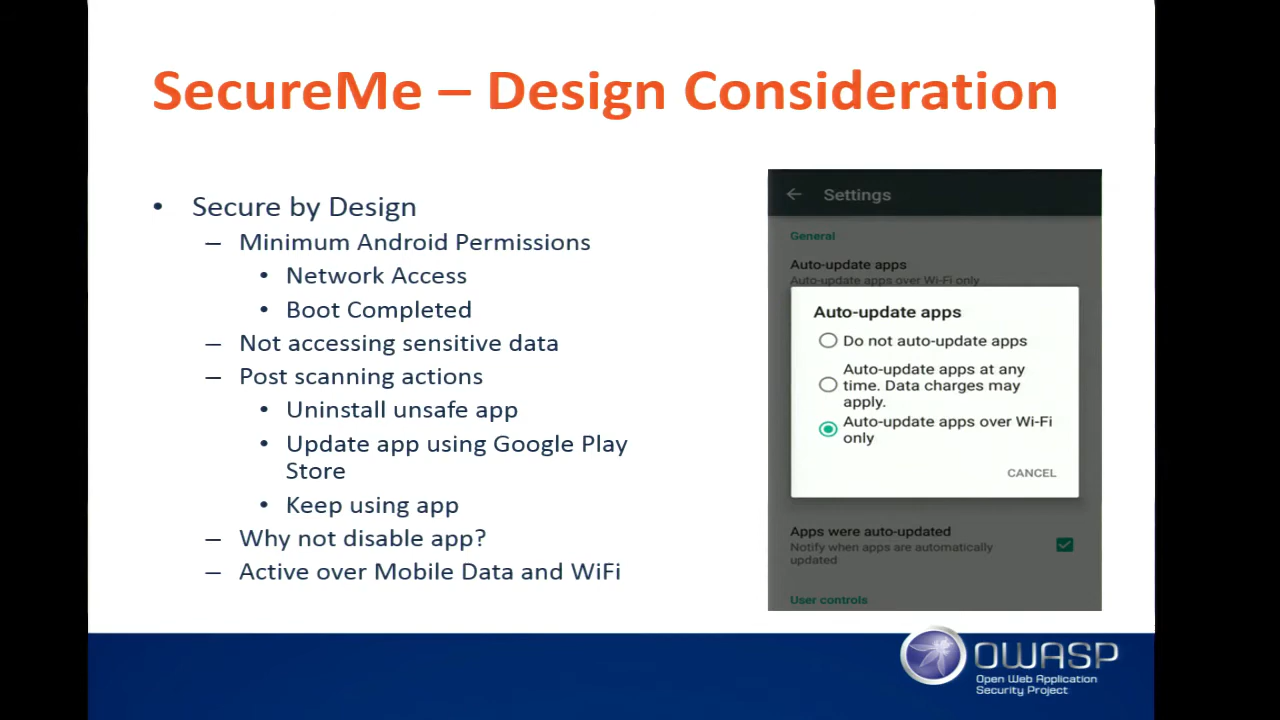 SecureMe – Design Consideration
• Secure by Design
– Minimum Android Permissions
• Network Access
• Boot Completed
– Not accessing sensitive data
– Post scanning actions
• Uninstall unsafe app
• Update app using Google Play
Store
• Keep using app
– Why not disable app?
– Active over Mobile Data and WiFi
Settings
General
Auto-update apps
Auto-update apps over Wi-Fi only
Auto-update apps
Do not auto-update apps
Auto-update apps at any
time. Data charges may
apply.
Auto-update apps over Wi-Fi
only
CANCEL
Apps were auto-updated
Notify when apps are automatically
updated
User controls
OWASP
Open Web Application
Security Project